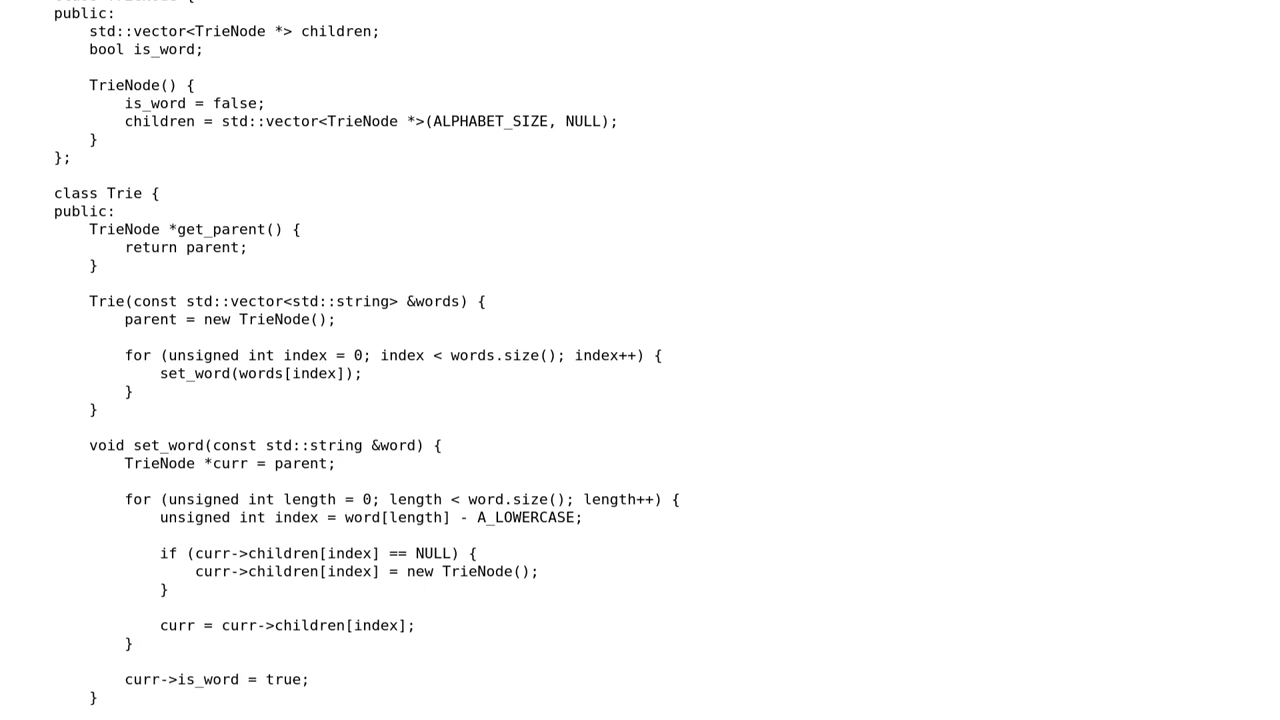 public:
    std::vector<TrieNode *> children;
    bool is_word;

    TrieNode() {
        is_word = false;
        children = std::vector<TrieNode *>(ALPHABET_SIZE, NULL);
    }
};

class Trie {
public:
    TrieNode *get_parent() {
        return parent;
    }

    Trie(const std::vector<std::string> &words) {
        parent = new TrieNode();

        for (unsigned int index = 0; index < words.size(); index++) {
            set_word(words[index]);
        }
    }

    void set_word(const std::string &word) {
        TrieNode *curr = parent;

        for (unsigned int length = 0; length < word.size(); length++) {
            unsigned int index = word[length] - A_LOWERCASE;

            if (curr->children[index] == NULL) {
                curr->children[index] = new TrieNode();
            }

            curr = curr->children[index];
        }

        curr->is_word = true;
    }